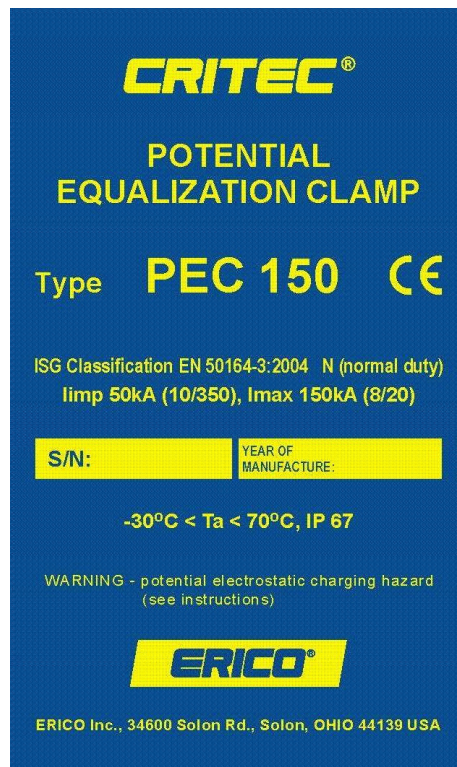 CRITEC®
POTENTIAL
EQUALIZATION CLAMP
Type PEC 150 CE
ISG Classification EN 50164-3:2004 N (normal duty)
Iimp 50kA (10/350), Imax 150kA (8/20)
S/N:
YEAR OF
MANUFACTURE:
-30ºC < Ta < 70ºC, IP 67
WARNING - potential electrostatic charging hazard
(see instructions)
ERICO®
ERICO Inc., 34600 Solon Rd., Solon, OHIO 44139 USA